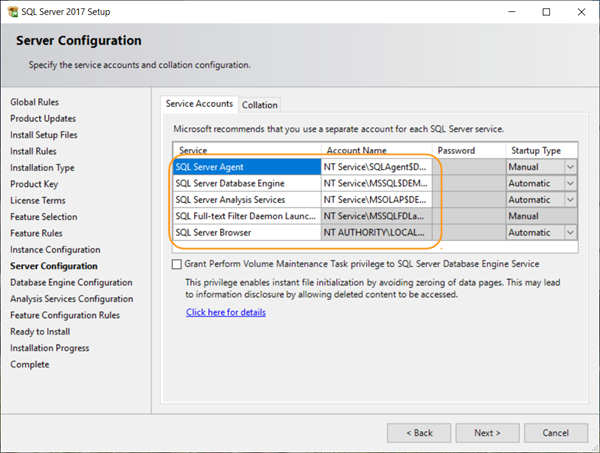 SQL Server 2017 Setup
Server Configuration
Specify the service accounts and collation configuration.
Global Rules
Product Updates
Install Setup Files
Install Rules
Installation Type
Product Key
License Terms
Feature Selection
Feature Rules
Instance Configuration
Server Configuration
Database Engine Configuration
Analysis Services Configuration
Feature Configuration Rules
Ready to Install
Installation Progress
Complete
Service Accounts Collation
Microsoft recommends that you use a separate account for each SQL Server service.
Service Account Name Password Startup Type
SQL Server Agent NT Service\SQLAgent$D... Manual
SQL Server Database Engine NT Service\MSSQL$DEM... Automatic
SQL Server Analysis Services NT Service\MSOLAP$DE... Automatic
SQL Full-text Filter Daemon Launc... NT Service\MSSQLFDLa... Manual
SQL Server Browser NT AUTHORITY\LOCAL... Automatic
Grant Perform Volume Maintenance Task privilege to SQL Server Database Engine Service
This privilege enables instant file initialization by avoiding zeroing of data pages. This may lead
to information disclosure by allowing deleted content to be accessed.
Click here for details
< Back Next > Cancel